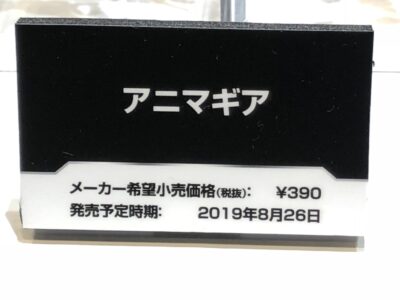 アニマギア
メーカー希望小売価格(税抜): ¥390
発売予定時期: 2019年8月26日